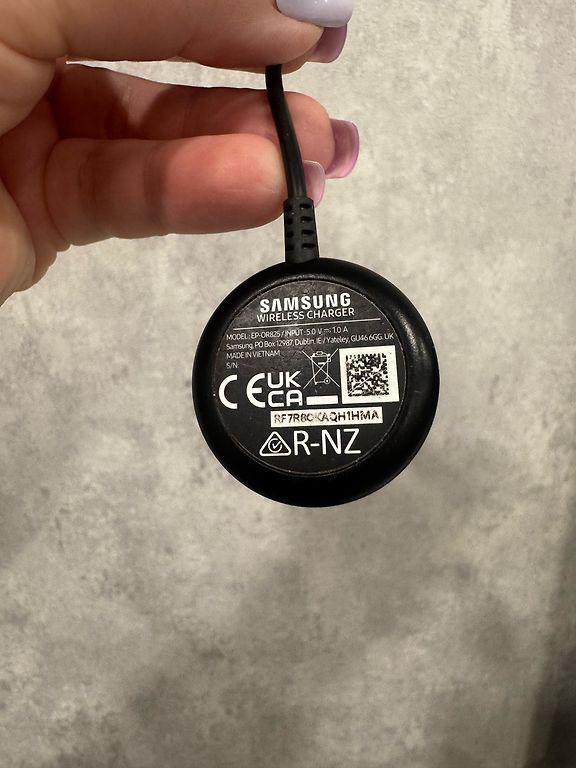 SAMSUNG
WIRELESS CHARGER
MODEL: EP-OR825 / INPUT: 5.0 V ⎓ 1.0 A
Samsung, PO Box 12987, Dublin. IE / Yateley, GU46 6GG. UK
MADE IN VIETNAM
S/N:
CE UK
CA
RF7R8OKAQH1HMA
R-NZ